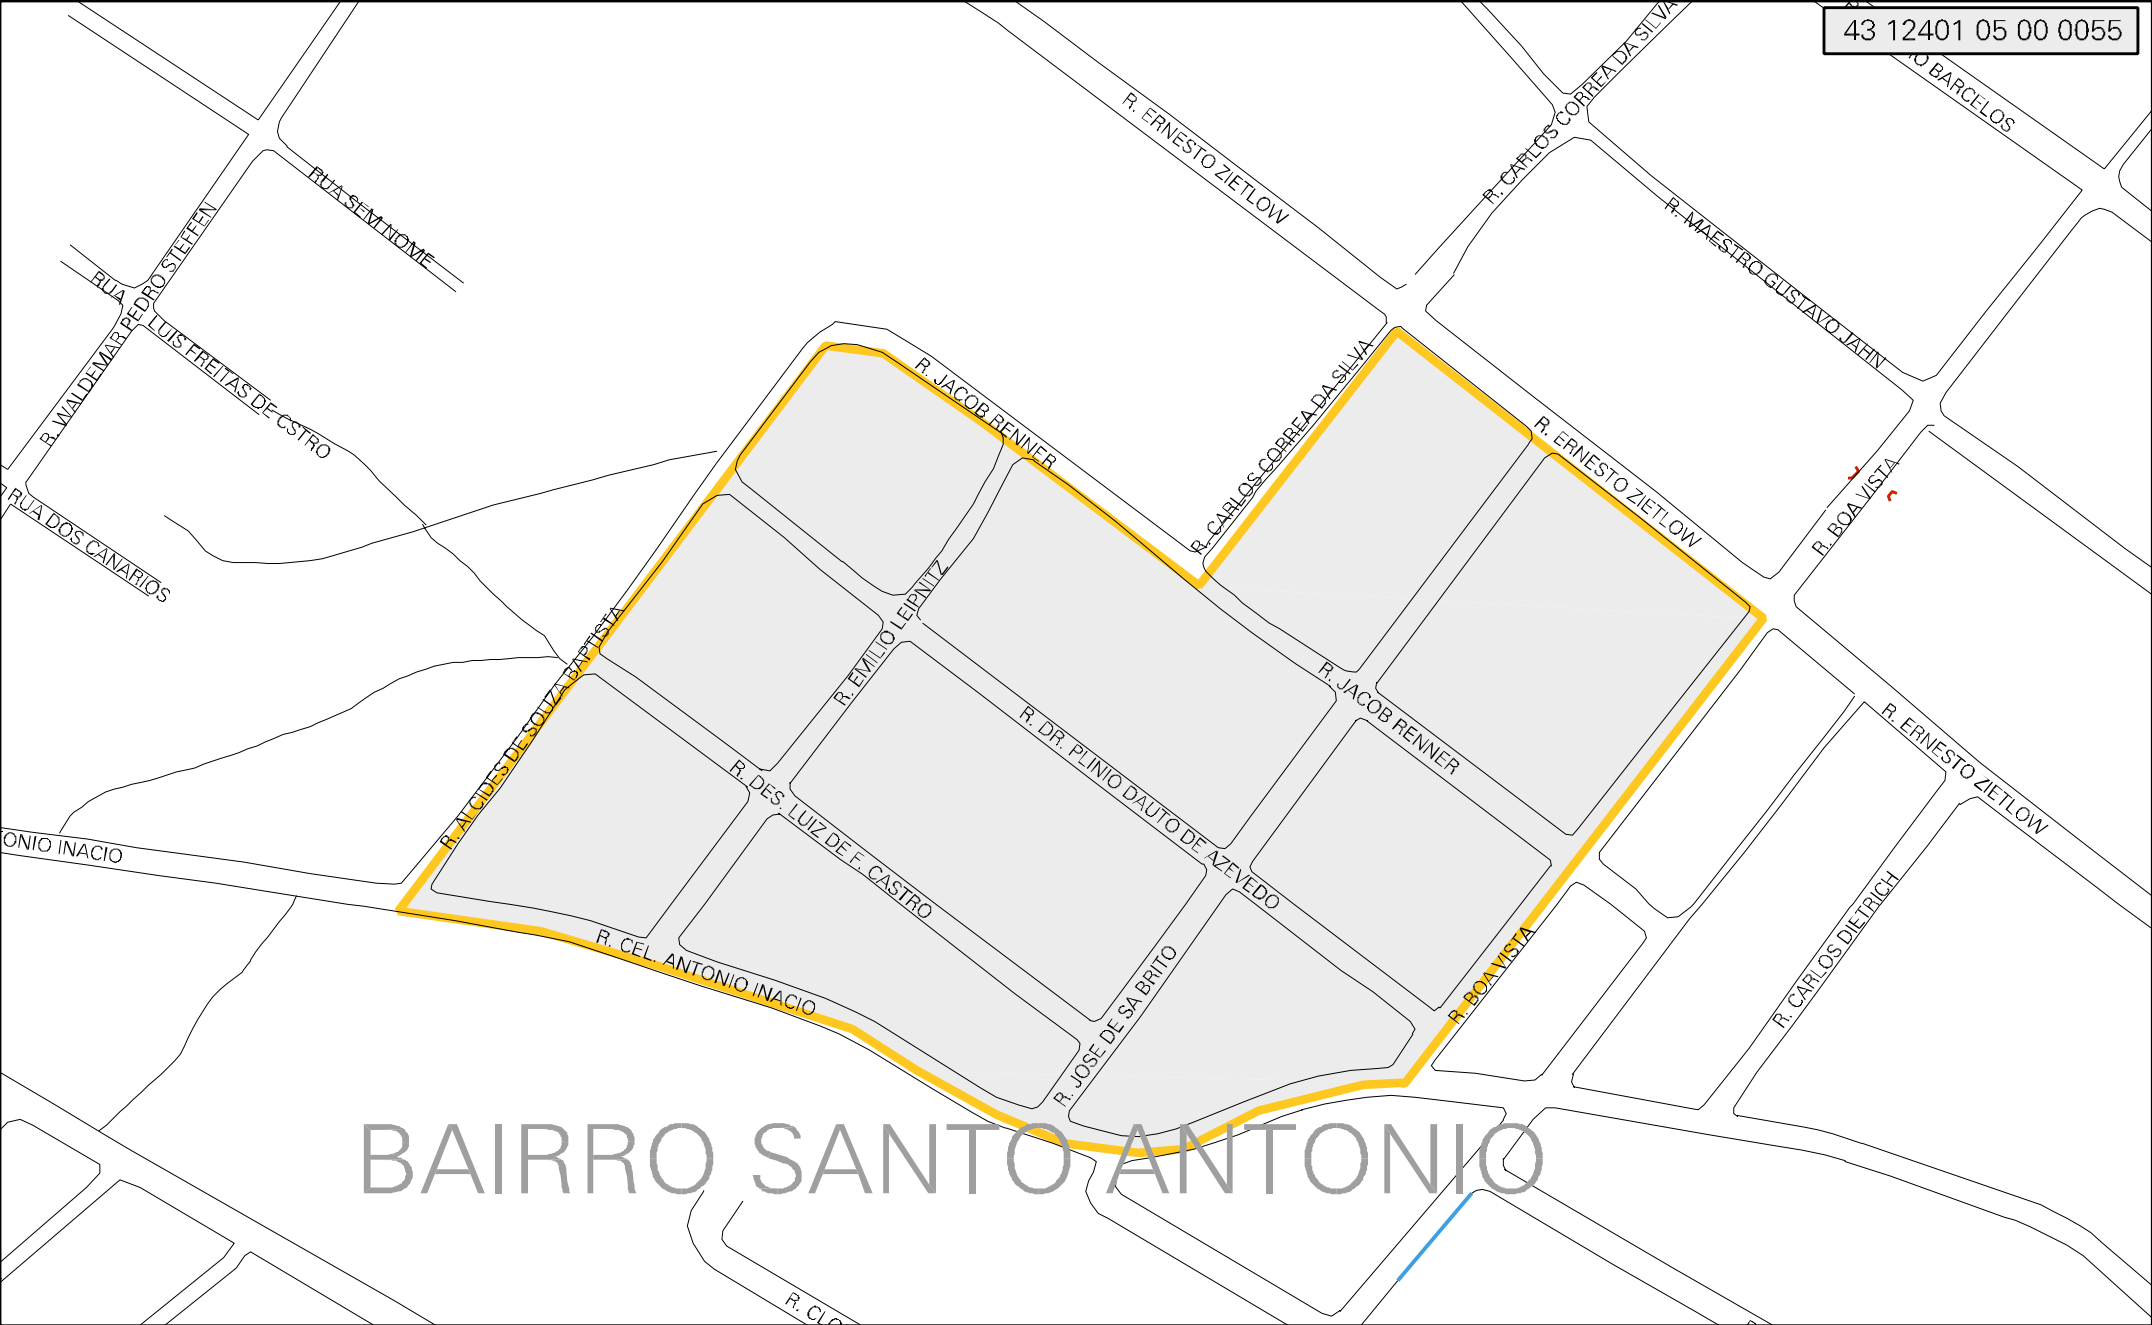 43 12401 05 00 0055
R. CARLOS CORREA DA SILVA
IO BARCELOS
R. ERNESTO ZIETLOW
RUA SEM NOME
R. MAESTRO GUSTAVO JAHN
R. WALDEMAR PEDRO STEFFEN
RUA LUIS FREITAS DE CSTRO
R. JACOB RENNER
R. CARLOS CORREA DA SILVA
R. ERNESTO ZIETLOW
R. BOA VISTA
RUA DOS CANARIOS
R. EMILIO LEIPNITZ
R. ALCIDES DE SOUZA BAPTISTA
R. JACOB RENNER
R. DR. PLINIO DAUTO DE AZEVEDO
R. ERNESTO ZIETLOW
R. DES. LUIZ DE F. CASTRO
ONIO INACIO
R. CARLOS DIETRICH
R. CEL. ANTONIO INACIO
R. BOA VISTA
R. JOSE DE SA BRITO
BAIRRO SANTO ANTONIO
R. CLO